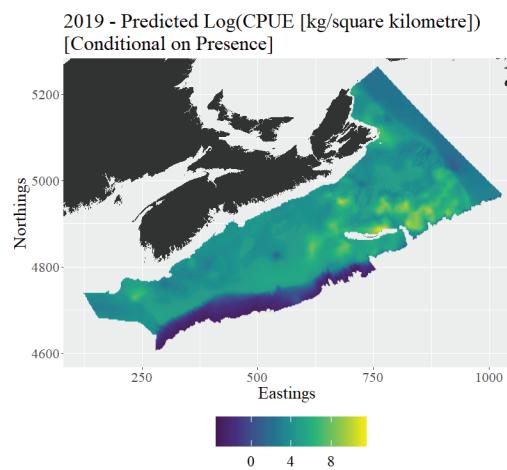 2019 - Predicted Log(CPUE [kg/square kilometre])
[Conditional on Presence]
Northings
5200
5000
4800
4600
250 500 750 1000
Eastings
0 4 8